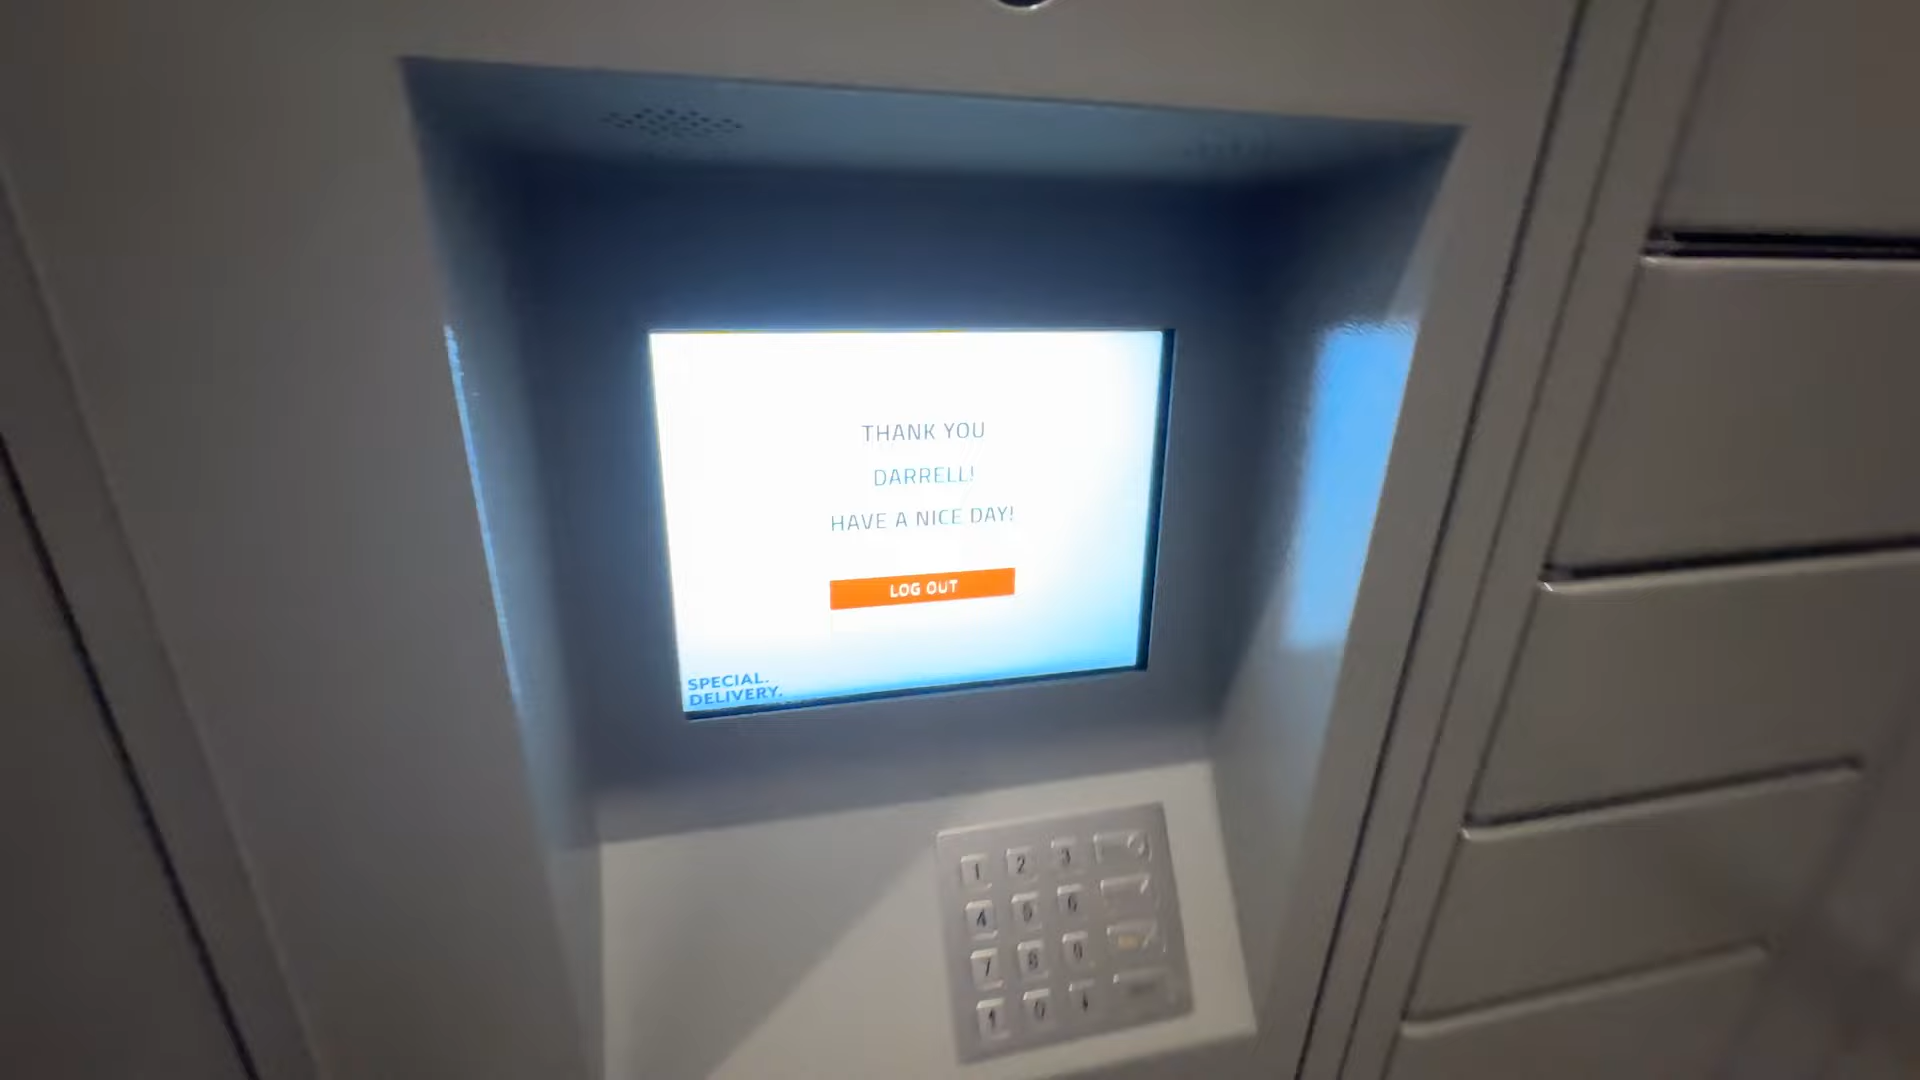 THANK YOU
DARRELL!
HAVE A NICE DAY!
LOG OUT
SPECIAL.
DELIVERY.
1 2 3
4 5 6
7 8 9
0